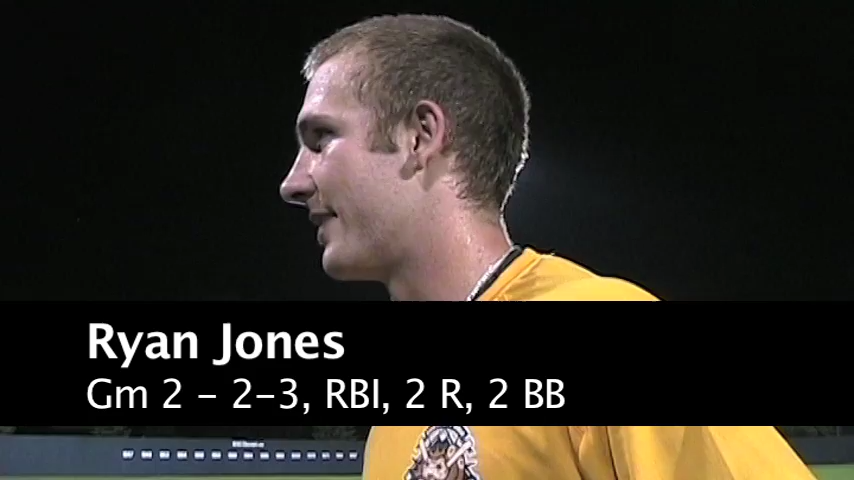 Ryan Jones
Gm 2 – 2–3, RBI, 2 R, 2 BB